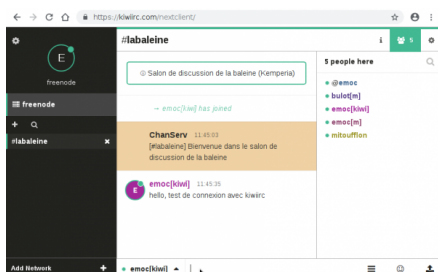 https://kiwiirc.com/nextclient/
E
freenode
freenode
#labaleine
Add Network
#labaleine
5
Salon de discussion de la baleine (Kemperia)
→ emoc[kiwi] has joined
ChanServ 11:45:02
[#labaleine] Bienvenue dans le salon de
discussion de la baleine
E
emoc[kiwi] 11:45:35
hello, test de connexion avec kiwiirc
emoc[kiwi]
5 people here
@emoc
bulot[m]
emoc[kiwi]
emoc[m]
mitoufflon